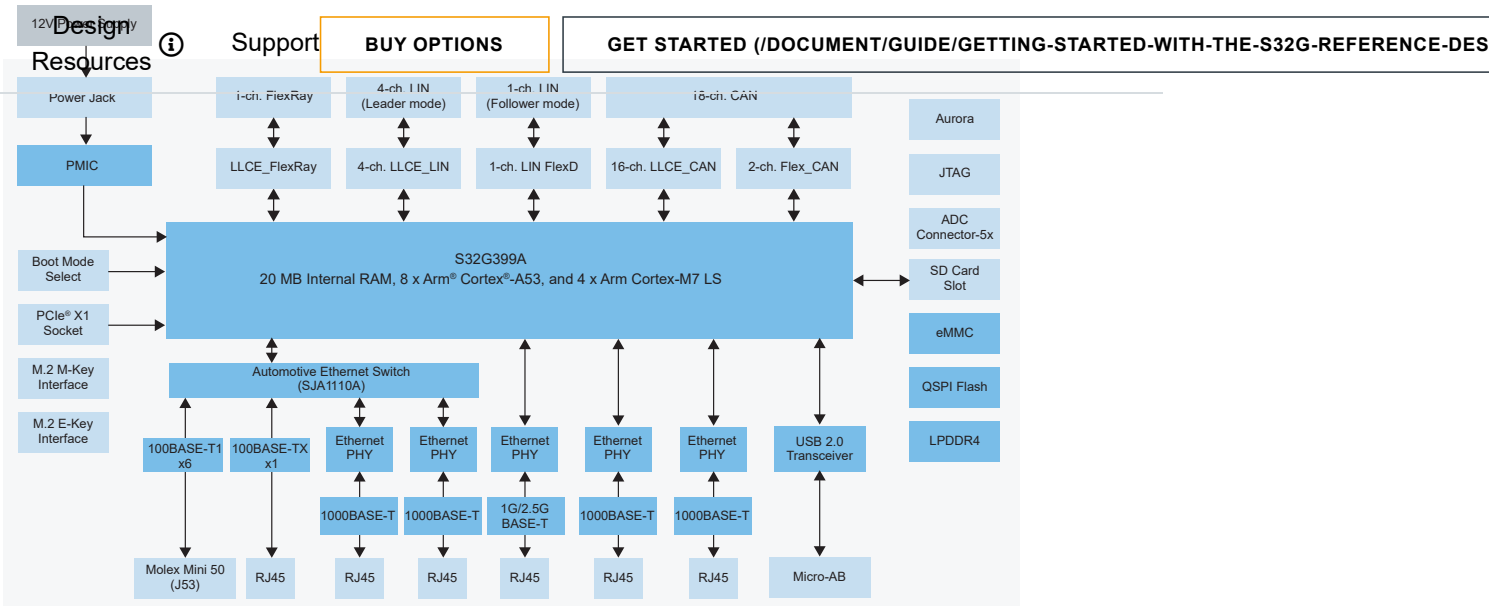 12V Power Supply
Design
Resources
Support
BUY OPTIONS
GET STARTED (/DOCUMENT/GUIDE/GETTING-STARTED-WITH-THE-S32G-REFERENCE-DES
Power Jack
1-ch. FlexRay
4-ch. LIN
(Leader mode)
1-ch. LIN
(Follower mode)
18-ch. CAN
Aurora
PMIC
LLCE_FlexRay
4-ch. LLCE_LIN
1-ch. LIN FlexD
16-ch. LLCE_CAN
2-ch. Flex_CAN
JTAG
ADC
Connector-5x
S32G399A
20 MB Internal RAM, 8 x Arm® Cortex®-A53, and 4 x Arm Cortex-M7 LS
Boot Mode
Select
SD Card
Slot
PCIe® X1
Socket
eMMC
M.2 M-Key
Interface
Automotive Ethernet Switch
(SJA1110A)
QSPI Flash
M.2 E-Key
Interface
100BASE-T1
x6
100BASE-TX
x1
Ethernet
PHY
Ethernet
PHY
Ethernet
PHY
Ethernet
PHY
Ethernet
PHY
USB 2.0
Transceiver
LPDDR4
1000BASE-T
1000BASE-T
1G/2.5G
BASE-T
1000BASE-T
1000BASE-T
Molex Mini 50
(J53)
RJ45
RJ45
RJ45
RJ45
RJ45
RJ45
Micro-AB